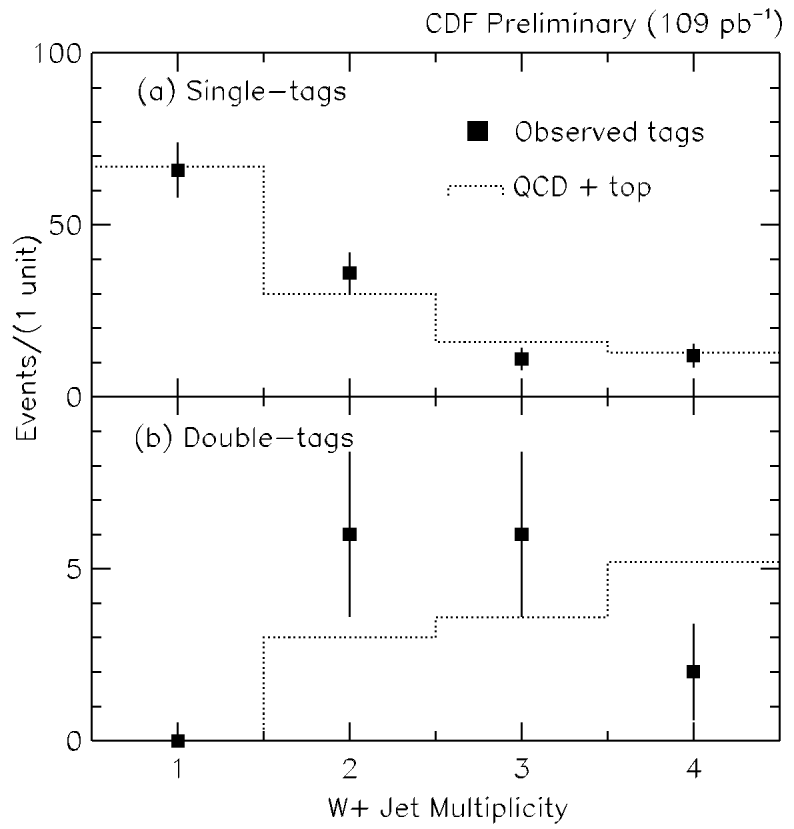 CDF Preliminary (109 pb⁻¹)
100
(a) Single−tags
Observed tags
QCD + top
50
0
Events/(1 unit)
(b) Double−tags
5
0
1 2 3 4
W+ Jet Multiplicity